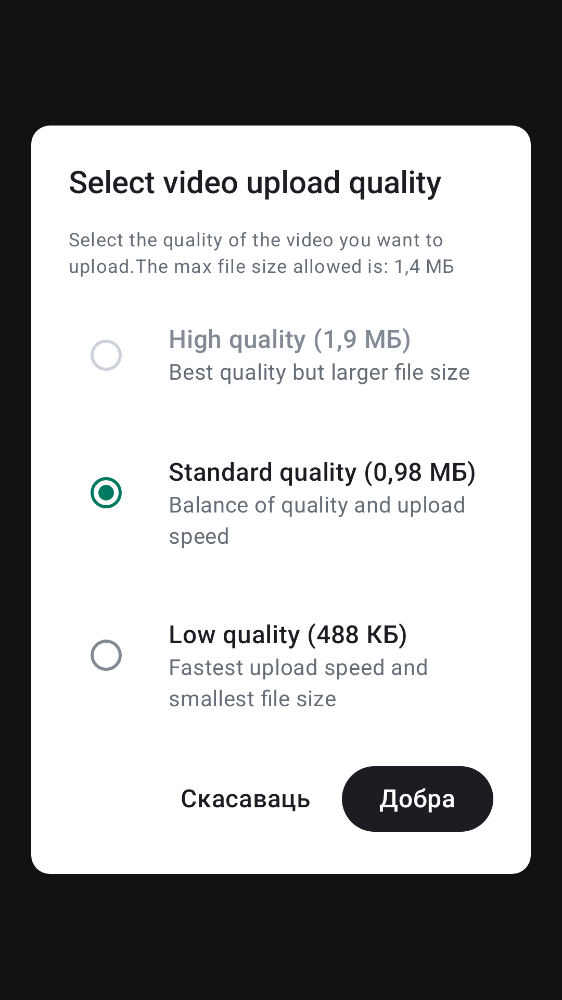 Select video upload quality
Select the quality of the video you want to
upload.The max file size allowed is: 1,4 МБ
High quality (1,9 МБ)
Best quality but larger file size
Standard quality (0,98 МБ)
Balance of quality and upload
speed
Low quality (488 КБ)
Fastest upload speed and
smallest file size
Скасаваць
Добра